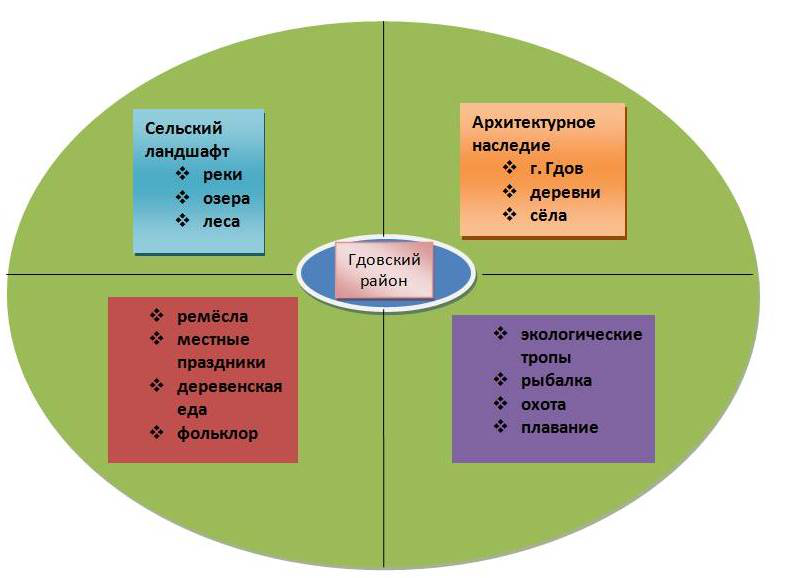 Сельский
ландшафт
❖ реки
❖ озера
❖ леса
Архитектурное
наследие
❖ г. Гдов
❖ деревни
❖ сёла
Гдовский
район
❖ ремёсла
❖ местные
праздники
❖ деревенская
еда
❖ фольклор
❖ экологические
тропы
❖ рыбалка
❖ охота
❖ плавание